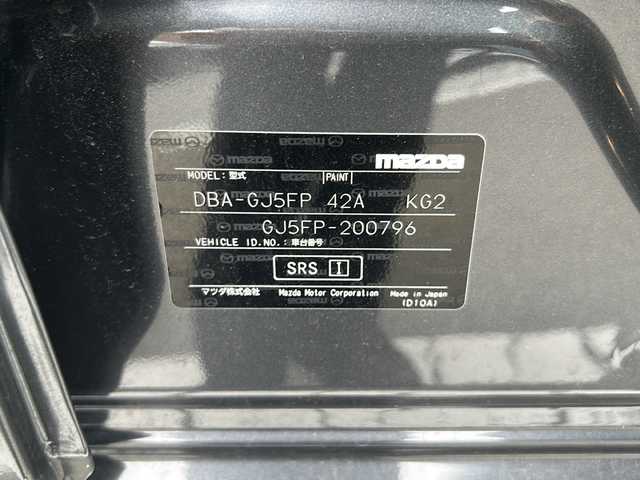 mazda
MODEL: 型式 PAINT
DBA-GJ5FP 42A KG2
GJ5FP-200796
VEHICLE ID.NO.: 車台番号
SRS I
マツダ株式会社 Mazda Motor Corporation Made in Japan
(D10A)